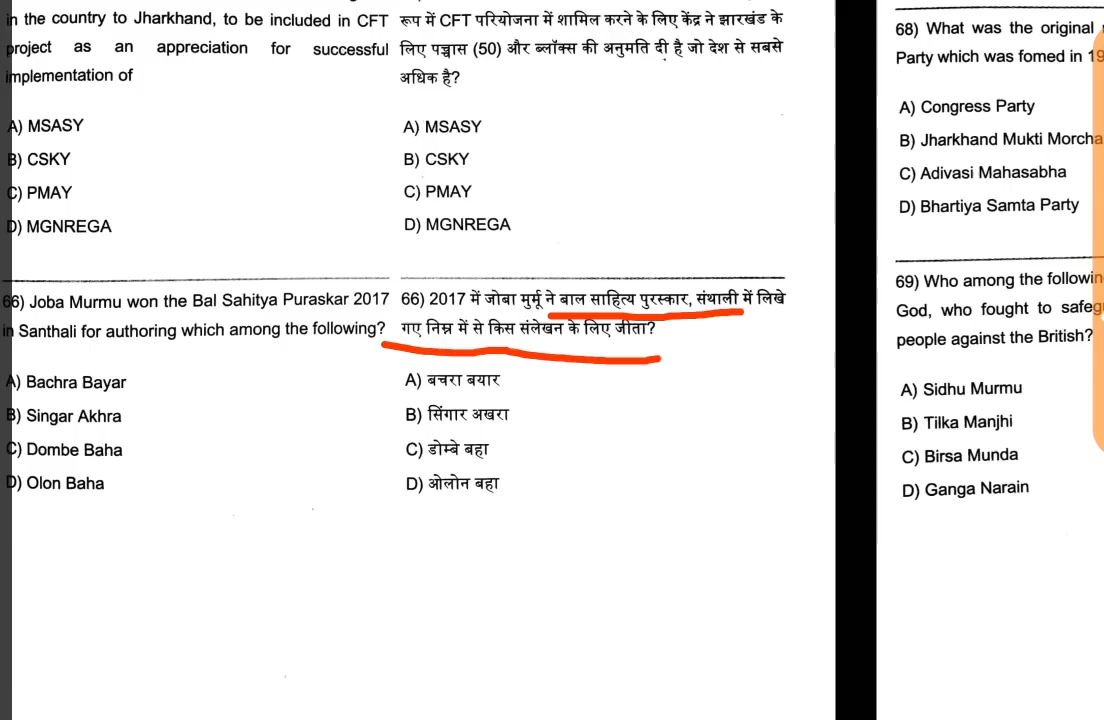 in the country to Jharkhand, to be included in CFT
project as an appreciation for successful
implementation of
A) MSASY
B) CSKY
C) PMAY
D) MGNREGA
रूप में CFT परियोजना में शामिल करने के लिए केंद्र ने झारखंड के
लिए पच्चास (50) और ब्लॉक्स की अनुमति दी है जो देश से सबसे
अधिक है?
A) MSASY
B) CSKY
C) PMAY
D) MGNREGA
66) Joba Murmu won the Bal Sahitya Puraskar 2017
in Santhali for authoring which among the following?
A) Bachra Bayar
B) Singar Akhra
C) Dombe Baha
D) Olon Baha
66) 2017 में जोबा मुर्मू ने बाल साहित्य पुरस्कार, संथाली में लिखे
गए निम्न में से किस संलेखन के लिए जीता?
A) बचरा बयार
B) सिंगार अखरा
C) डोम्बे बहा
D) ओलोन बहा
68) What was the original
Party which was fomed in 19
A) Congress Party
B) Jharkhand Mukti Morcha
C) Adivasi Mahasabha
D) Bhartiya Samta Party
69) Who among the followin
God, who fought to safeg
people against the British?
A) Sidhu Murmu
B) Tilka Manjhi
C) Birsa Munda
D) Ganga Narain